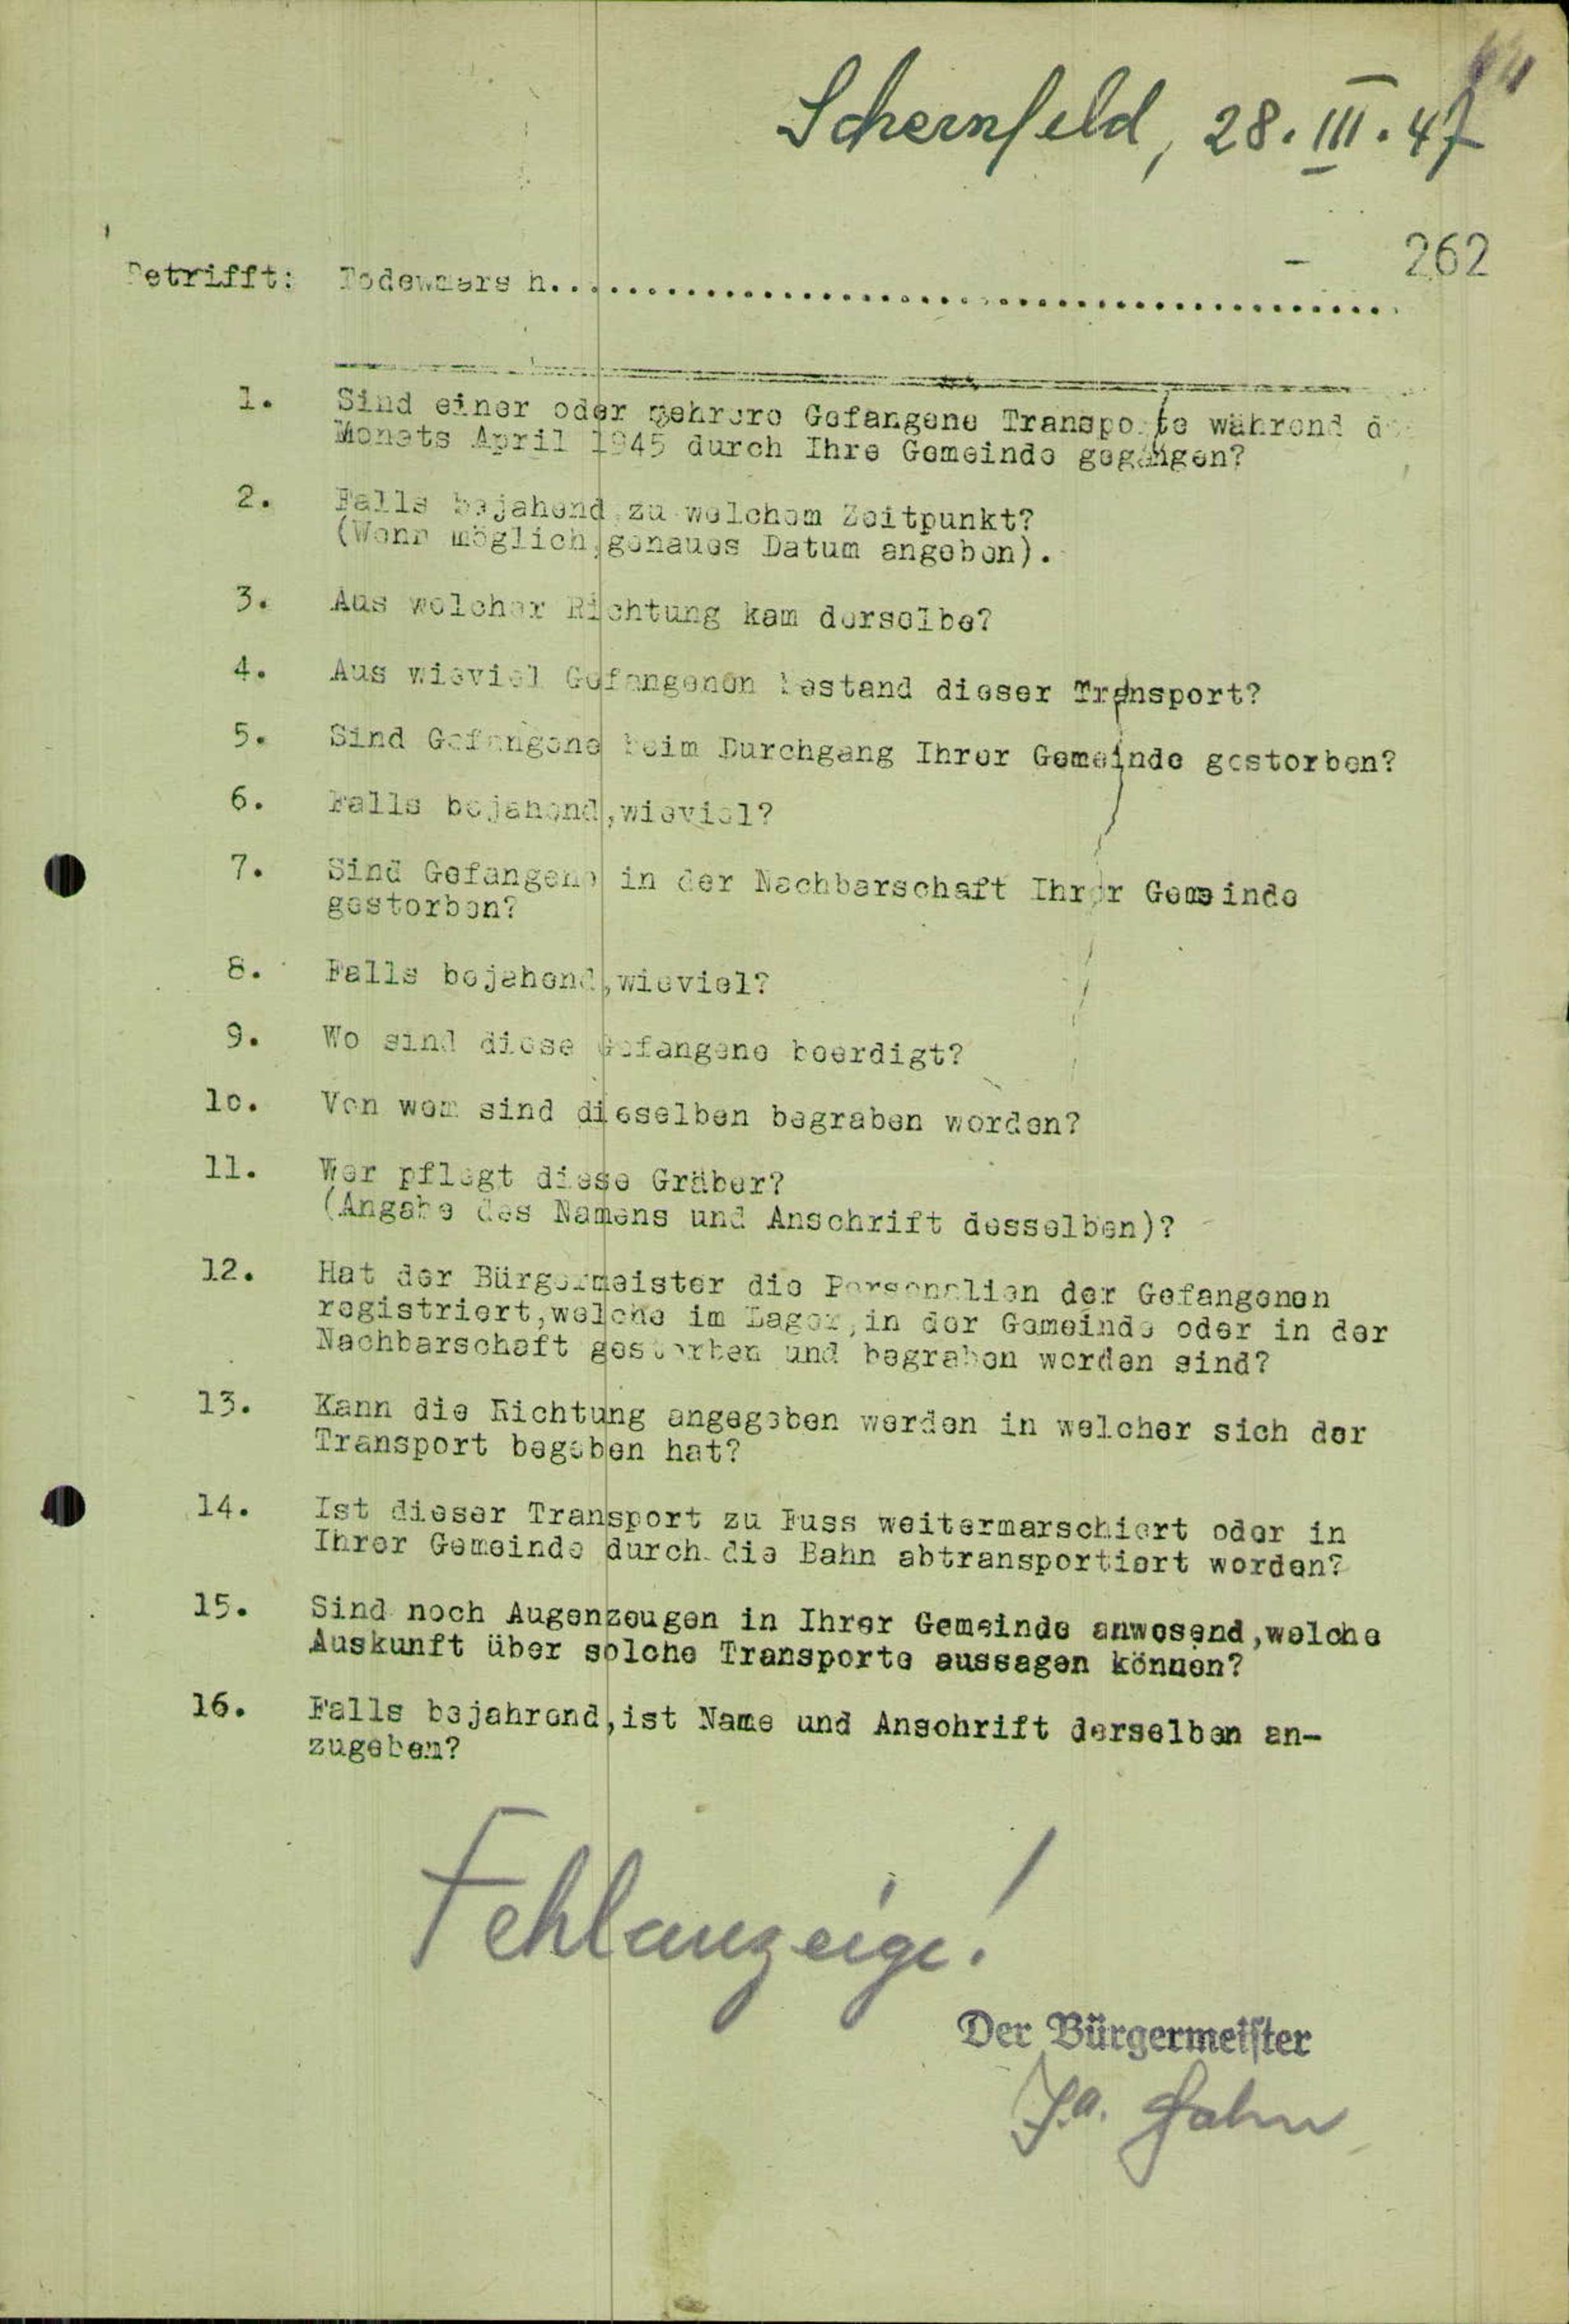 Schernfeld, 28. III. 47
262
Betrifft: Todesmarsch.....................................................
1. Sind einer oder mehrere Gefangene Transporte während des
Monats April 1945 durch Ihre Gemeinde gegangen?
2. Falls bejahend zu welchem Zeitpunkt?
(Wenn möglich,genaues Datum angeben).
3. Aus welcher Richtung kam derselbe?
4. Aus wieviel Gefangenen bestand dieser Transport?
5. Sind Gefangene beim Durchgang Ihrer Gemeinde gestorben?
6. Falls bejahend,wieviel?
7. Sind Gefangene in der Nachbarschaft Ihrer Gemeinde
gestorben?
8. Falls bejahend,wieviel?
9. Wo sind diese Gefangene beerdigt?
1o. Von wem sind dieselben begraben worden?
11. Wer pflegt diese Gräber?
(Angabe des Namens und Anschrift desselben)?
12. Hat der Bürgermeister die Personalien der Gefangenen
registriert,welche im Lager,in der Gemeinde oder in der
Nachbarschaft gestorben und begraben worden sind?
13. Kann die Richtung angegeben werden in welcher sich der
Transport begeben hat?
14. Ist dieser Transport zu Fuss weitermarschiert oder in
Ihrer Gemeinde durch die Bahn abtransportiert worden?
15. Sind noch Augenzeugen in Ihrer Gemeinde anwesend,welche
Auskunft über solche Transporte aussagen können?
16. Falls bejahrend,ist Name und Anschrift derselben an-
zugeben?
Fehlanzeige!
Der Bürgermeister
J.a.